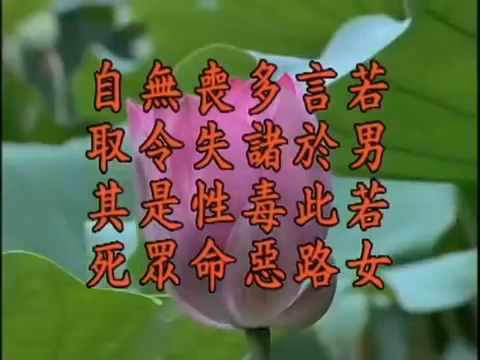 若男若女
言於此路
多諸毒惡
喪失性命
無令是眾
自取其死